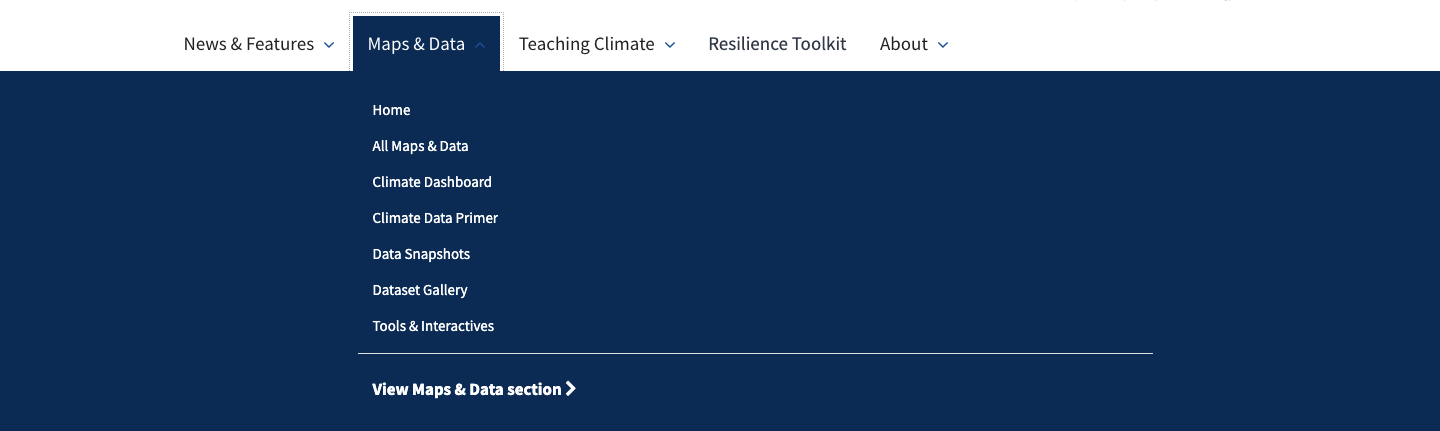 News & Features Maps & Data Teaching Climate Resilience Toolkit About
Home
All Maps & Data
Climate Dashboard
Climate Data Primer
Data Snapshots
Dataset Gallery
Tools & Interactives
View Maps & Data section